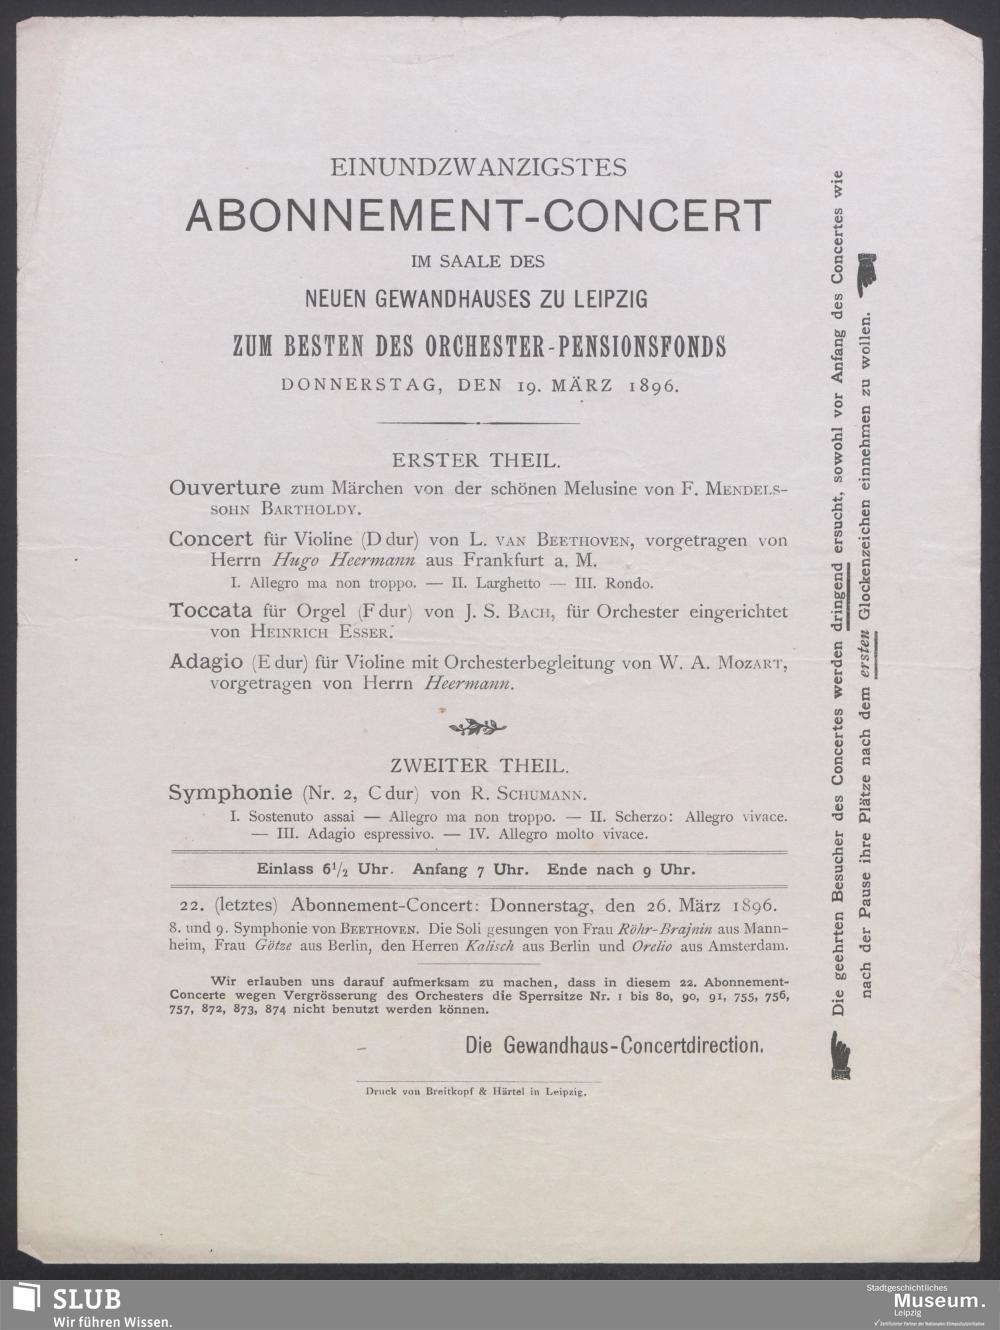 EINUNDZWANZIGSTES
ABONNEMENT-CONCERT
IM SAALE DES
NEUEN GEWANDHAUSES ZU LEIPZIG
ZUM BESTEN DES ORCHESTER-PENSIONSFONDS
DONNERSTAG, DEN 19. MÄRZ 1896.
ERSTER THEIL.
Ouverture zum Märchen von der schönen Melusine von F. MENDELS-
SOHN BARTHOLDY.
Concert für Violine (D dur) von L. VAN BEETHOVEN, vorgetragen von
Herrn Hugo Heermann aus Frankfurt a. M.
I. Allegro ma non troppo. — II. Larghetto — III. Rondo.
Toccata für Orgel (F dur) von J. S. BACH, für Orchester eingerichtet
von HEINRICH ESSER.
Adagio (E dur) für Violine mit Orchesterbegleitung von W. A. MOZART,
vorgetragen von Herrn Heermann.
ZWEITER THEIL.
Symphonie (Nr. 2, C dur) von R. SCHUMANN.
I. Sostenuto assai — Allegro ma non troppo. — II. Scherzo: Allegro vivace.
— III. Adagio espressivo. — IV. Allegro molto vivace.
Einlass 6½ Uhr. Anfang 7 Uhr. Ende nach 9 Uhr.
22. (letztes) Abonnement-Concert: Donnerstag, den 26. März 1896.
8. und 9. Symphonie von BEETHOVEN. Die Soli gesungen von Frau Röhr-Brajnin aus Mann-
heim, Frau Götze aus Berlin, den Herren Kalisch aus Berlin und Orelio aus Amsterdam.
Wir erlauben uns darauf aufmerksam zu machen, dass in diesem 22. Abonnement-
Concerte wegen Vergrösserung des Orchesters die Sperrsitze Nr. 1 bis 80, 90, 91, 755, 756,
757, 872, 873, 874 nicht benutzt werden können.
Die Gewandhaus-Concertdirection.
Druck von Breitkopf & Härtel in Leipzig.
Die geehrten Besucher des Concertes werden dringend ersucht, sowohl vor Anfang des Concertes wie
nach der Pause ihre Plätze nach dem ersten Glockenzeichen einnehmen zu wollen.
SLUB
Wir führen Wissen.
Stadtgeschichtliches
Museum.
Leipzig
Zertifizierter Partner der Nationalen Klimaschutzinitiative